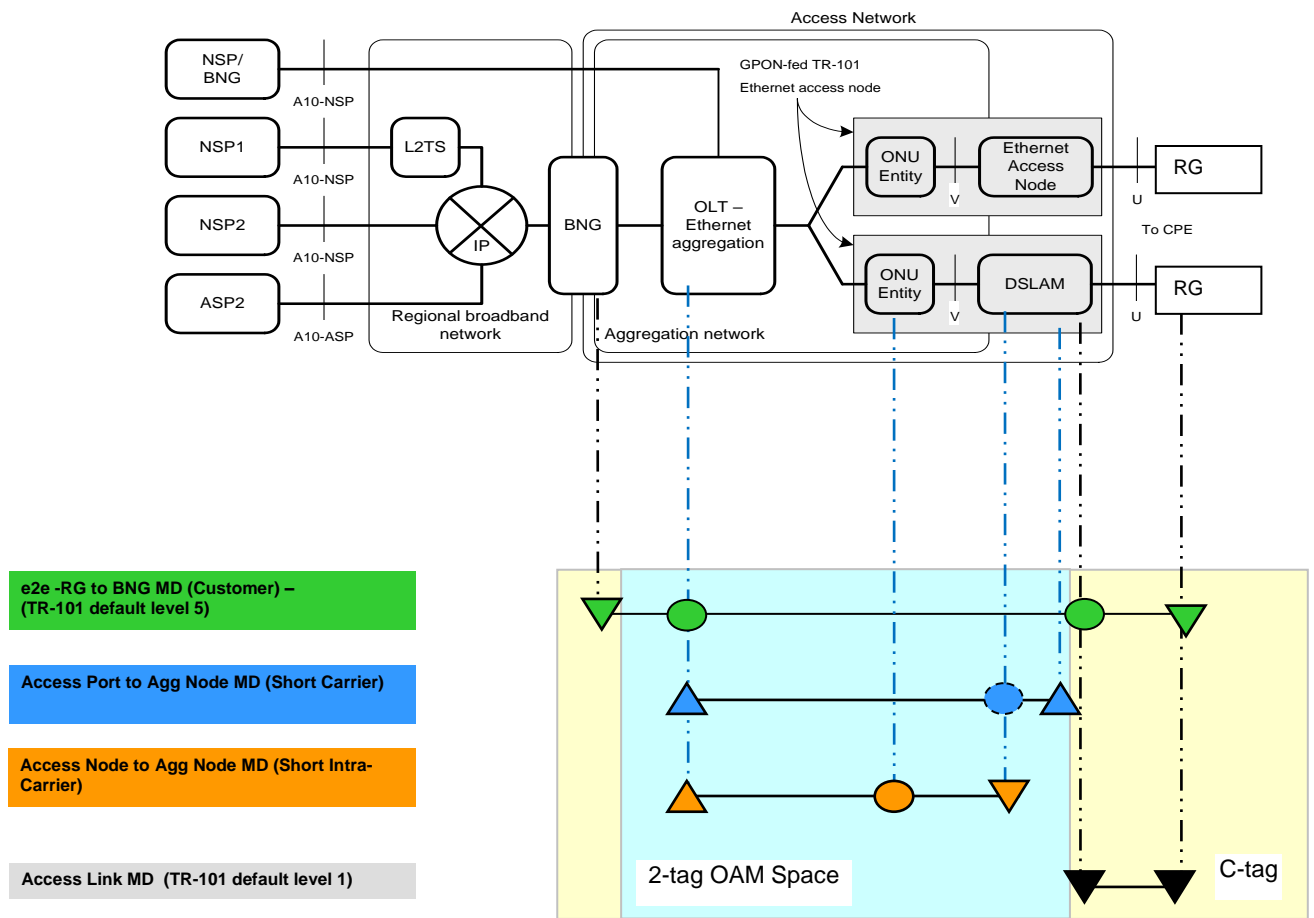 Access Network
NSP/
BNG
A10-NSP
GPON-fed TR-101
Ethernet access node
NSP1
A10-NSP
L2TS
ONU
Entity
V
Ethernet
Access
Node
U
RG
NSP2
A10-NSP
IP
BNG
OLT –
Ethernet
aggregation
To CPE
ASP2
A10-ASP
ONU
Entity
V
DSLAM
U
RG
Regional broadband
network
Aggregation network
e2e -RG to BNG MD (Customer) –
(TR-101 default level 5)
Access Port to Agg Node MD (Short Carrier)
Access Node to Agg Node MD (Short Intra-
Carrier)
Access Link MD (TR-101 default level 1)
2-tag OAM Space
C-tag